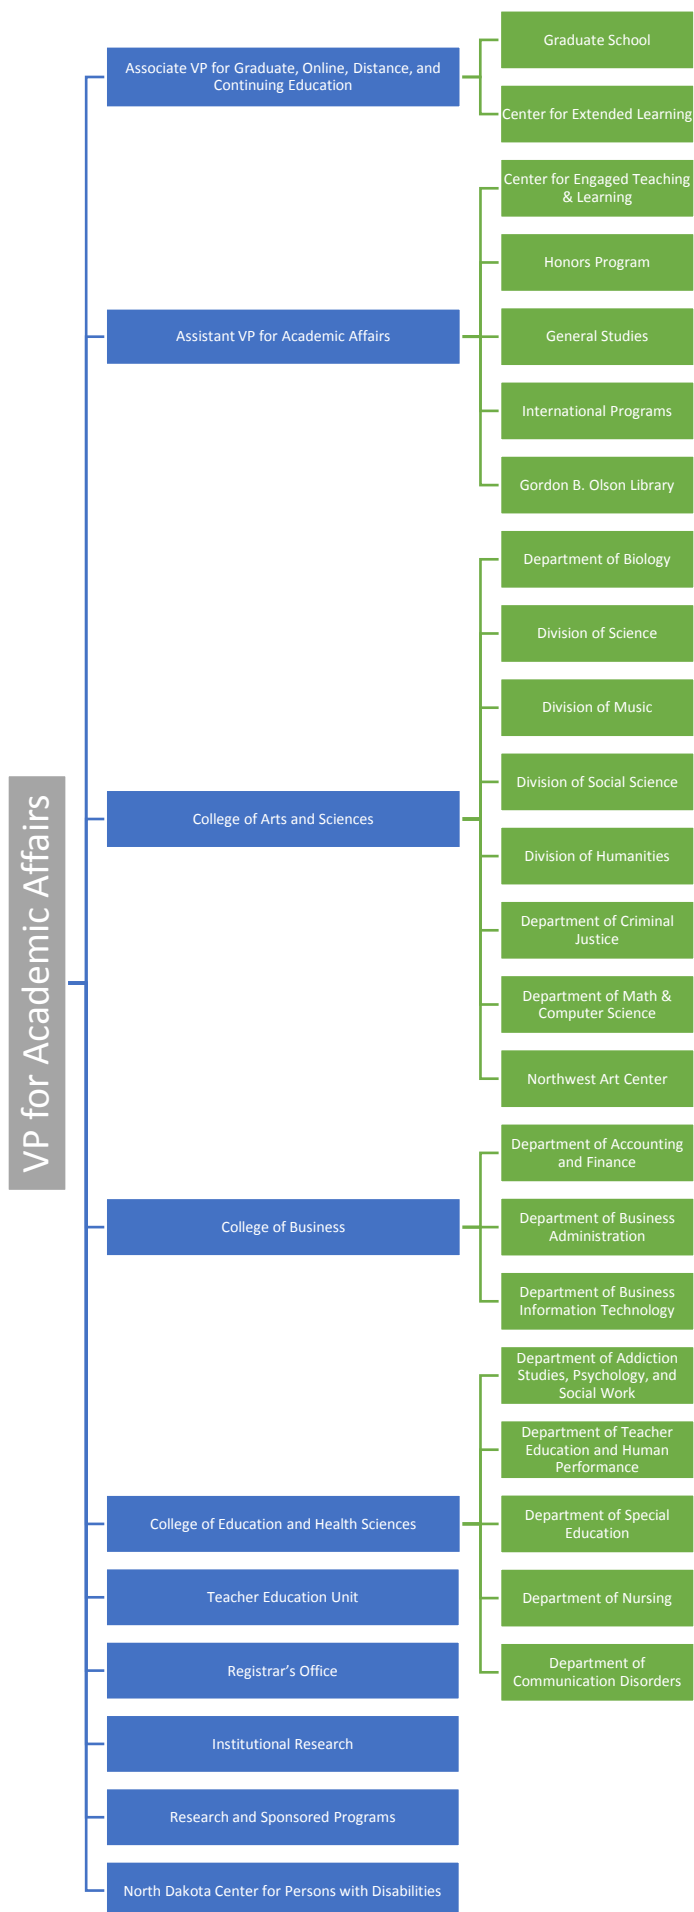 VP for Academic Affairs
Associate VP for Graduate, Online, Distance, and
Continuing Education
Graduate School
Center for Extended Learning
Assistant VP for Academic Affairs
Center for Engaged Teaching
& Learning
Honors Program
General Studies
International Programs
Gordon B. Olson Library
College of Arts and Sciences
Department of Biology
Division of Science
Division of Music
Division of Social Science
Division of Humanities
Department of Criminal
Justice
Department of Math &
Computer Science
Northwest Art Center
College of Business
Department of Accounting
and Finance
Department of Business
Administration
Department of Business
Information Technology
College of Education and Health Sciences
Department of Addiction
Studies, Psychology, and
Social Work
Department of Teacher
Education and Human
Performance
Department of Special
Education
Department of Nursing
Department of
Communication Disorders
Teacher Education Unit
Registrar’s Office
Institutional Research
Research and Sponsored Programs
North Dakota Center for Persons with Disabilities